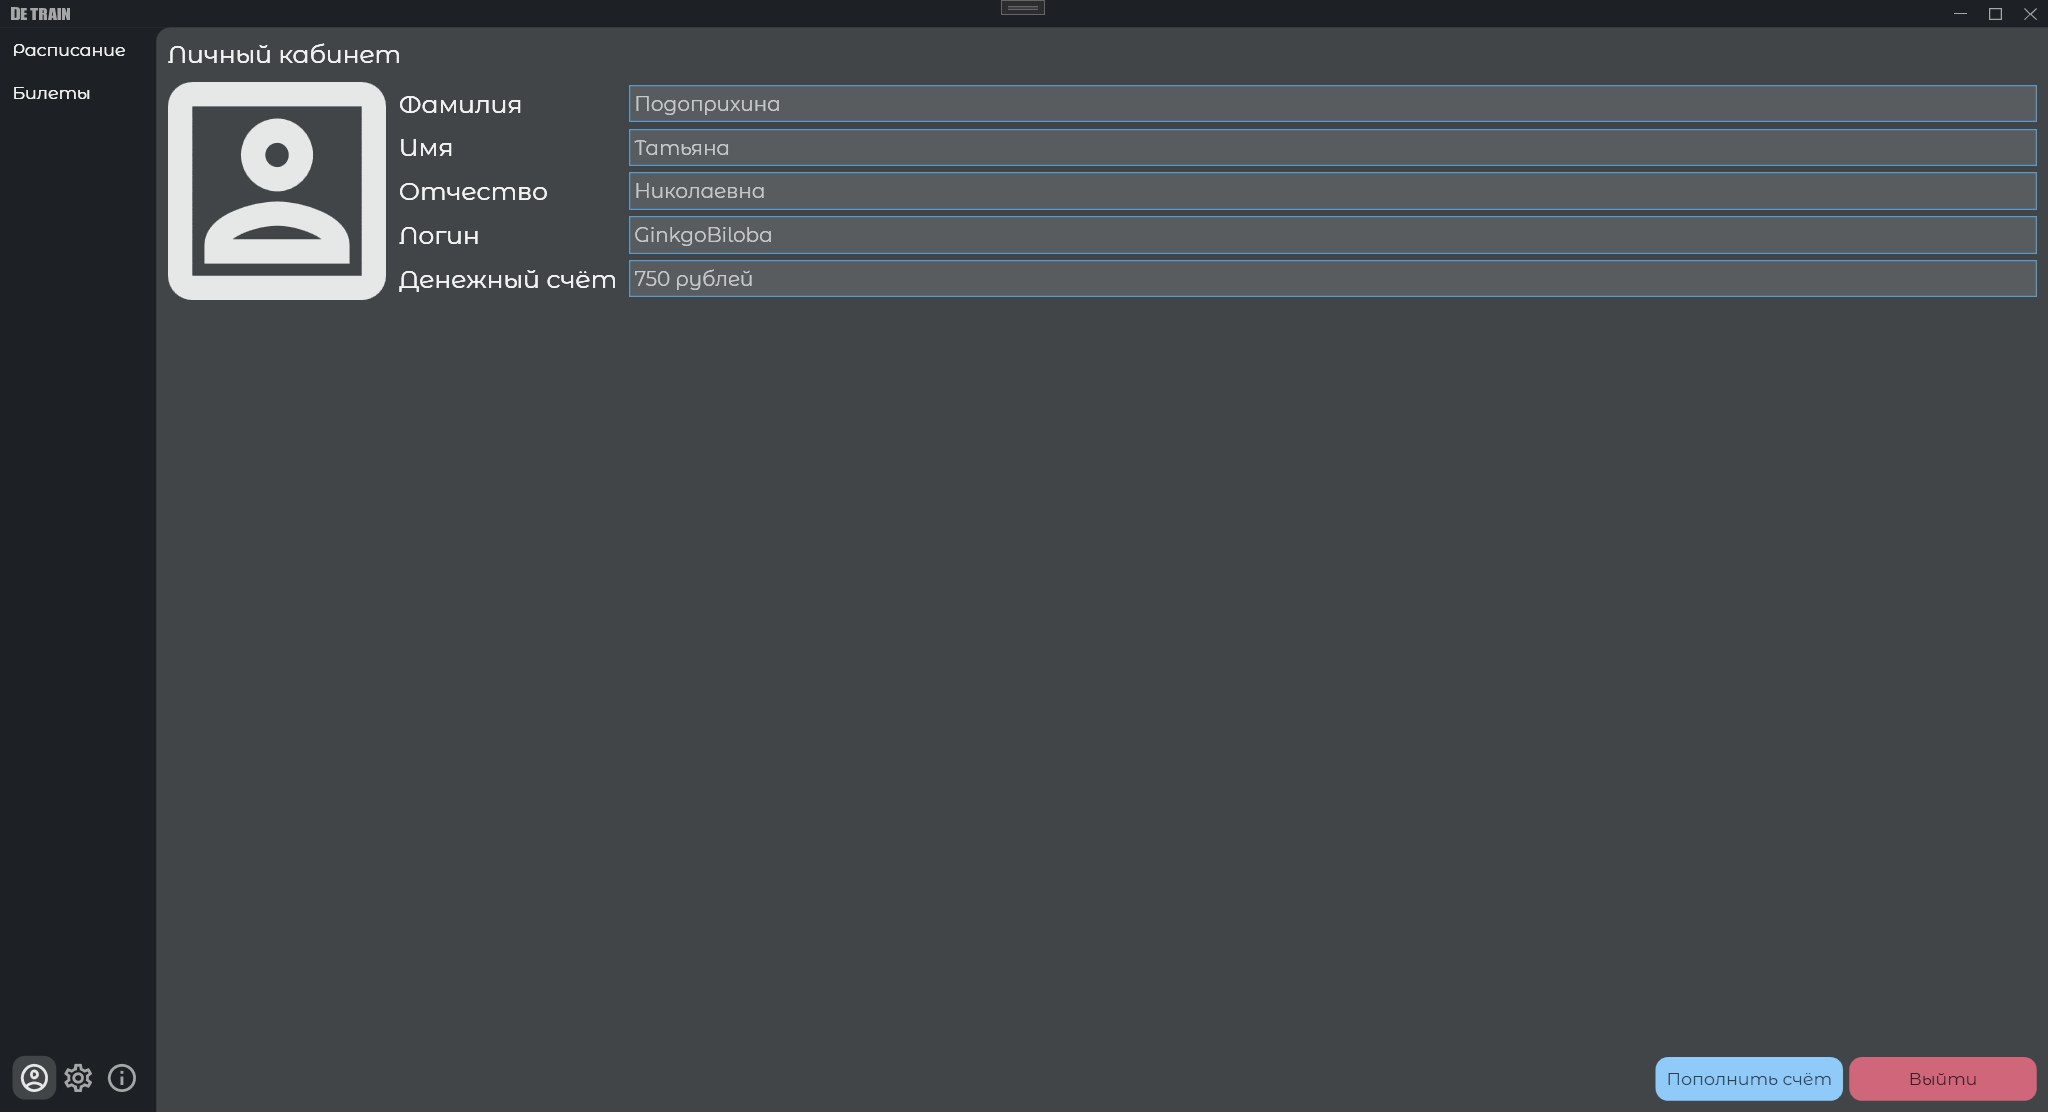 DE TRAIN
Расписание
Билеты
Личный кабинет
Фамилия Подоприхина
Имя Татьяна
Отчество Николаевна
Логин GinkgoBiloba
Денежный счёт 750 рублей
Пополнить счёт Выйти